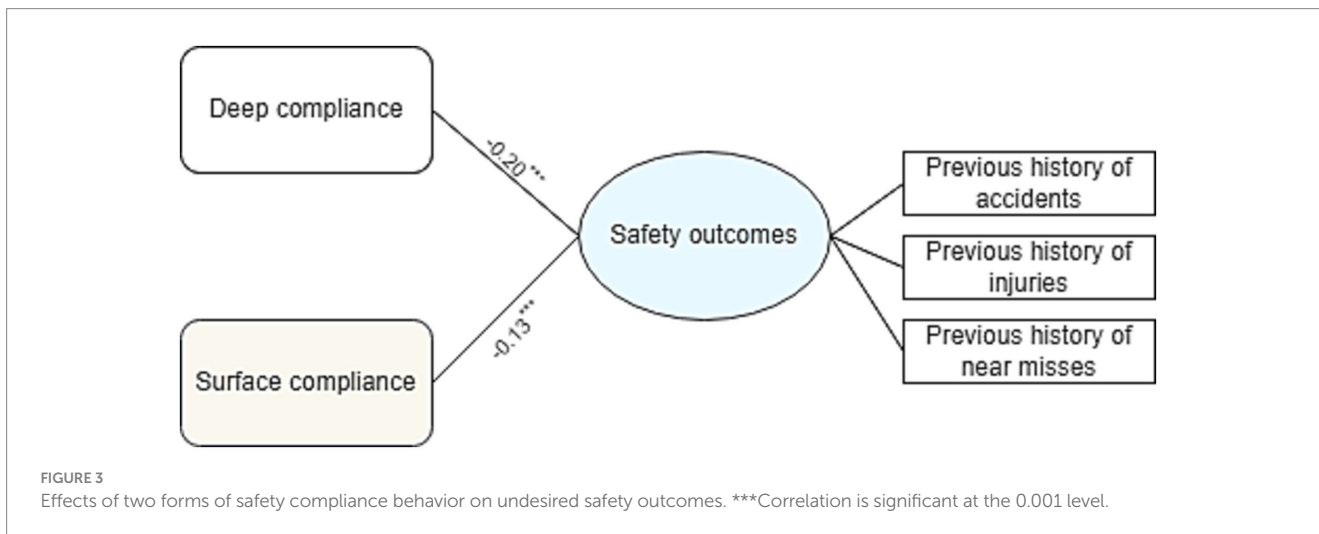 Deep compliance
-0.20***
Surface compliance
-0.13***
Safety outcomes
Previous history of
accidents
Previous history of
injuries
Previous history of
near misses
FIGURE 3
Effects of two forms of safety compliance behavior on undesired safety outcomes. ***Correlation is significant at the 0.001 level.